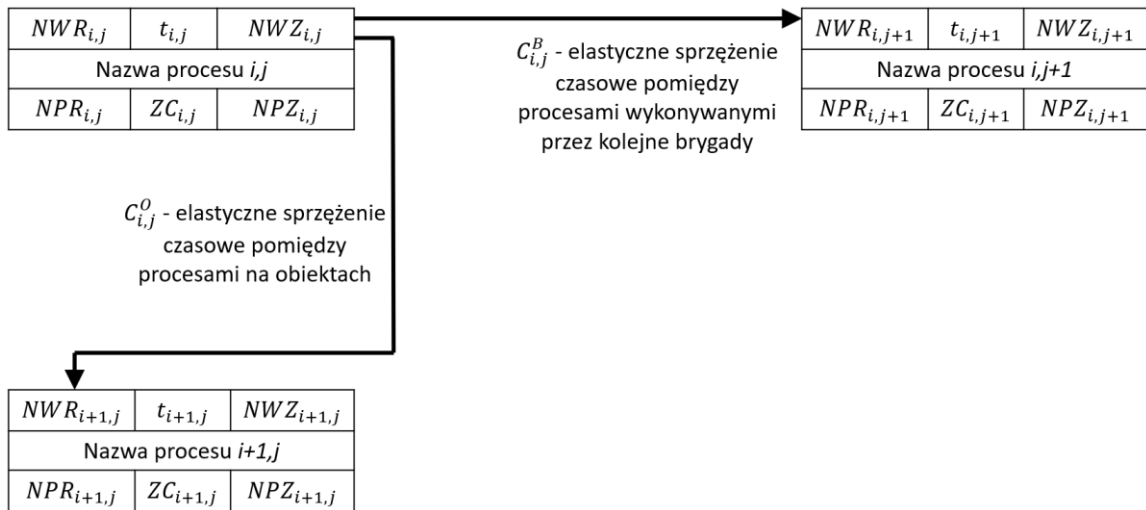 NWR_{i,j} t_{i,j} NWZ_{i,j}
Nazwa procesu i,j
NPR_{i,j} ZC_{i,j} NPZ_{i,j}
C_{i,j}^{B} - elastyczne sprzężenie
czasowe pomiędzy
procesami wykonywanymi
przez kolejne brygady
NWR_{i,j+1} t_{i,j+1} NWZ_{i,j+1}
Nazwa procesu i,j+1
NPR_{i,j+1} ZC_{i,j+1} NPZ_{i,j+1}
C_{i,j}^{O} - elastyczne sprzężenie
czasowe pomiędzy
procesami na obiektach
NWR_{i+1,j} t_{i+1,j} NWZ_{i+1,j}
Nazwa procesu i+1,j
NPR_{i+1,j} ZC_{i+1,j} NPZ_{i+1,j}